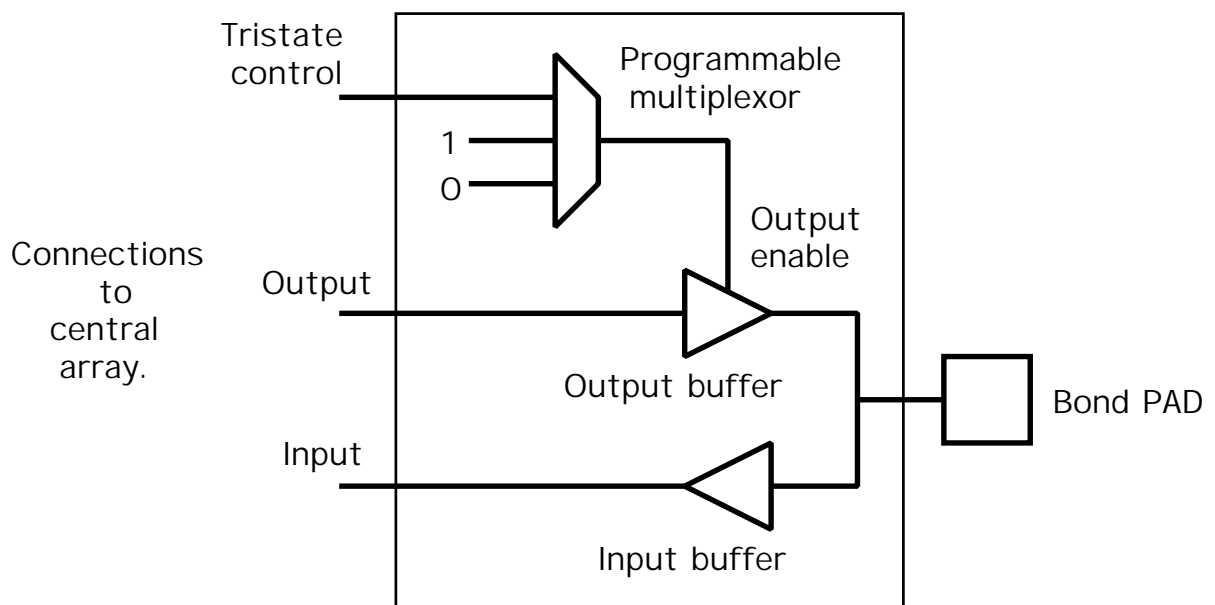 Tristate
control
Programmable
multiplexor
1
0
Output
enable
Connections
to
central
array.
Output
Output buffer
Bond PAD
Input
Input buffer